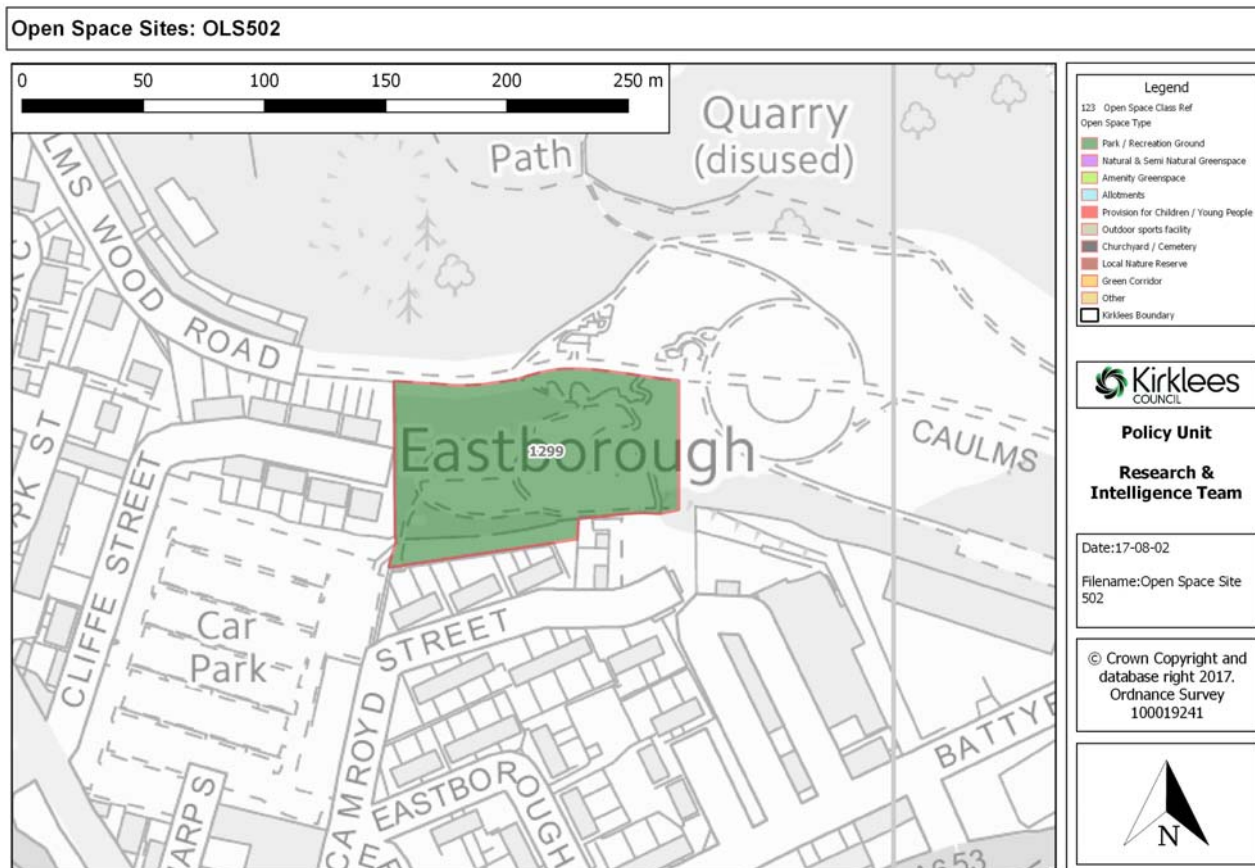 Open Space Sites: OLS502
0 50 100 150 200 250 m
Quarry
(disused)
Path
LMS WOOD ROAD
Eastborough
1299
CAULMS
CLIFFE STREET
Car
Park
CAMROYD STREET
EASTBOROUGH
BATTYE
Legend
123 Open Space Class Ref
Open Space Type
Park / Recreation Ground
Natural & Semi Natural Greenspace
Amenity Greenspace
Allotments
Provision for Children / Young People
Outdoor sports facility
Churchyard / Cemetery
Local Nature Reserve
Green Corridor
Other
Kirklees Boundary
Kirklees
COUNCIL
Policy Unit
Research &
Intelligence Team
Date:17-08-02
Filename:Open Space Site
502
© Crown Copyright and
database right 2017.
Ordnance Survey
100019241
N